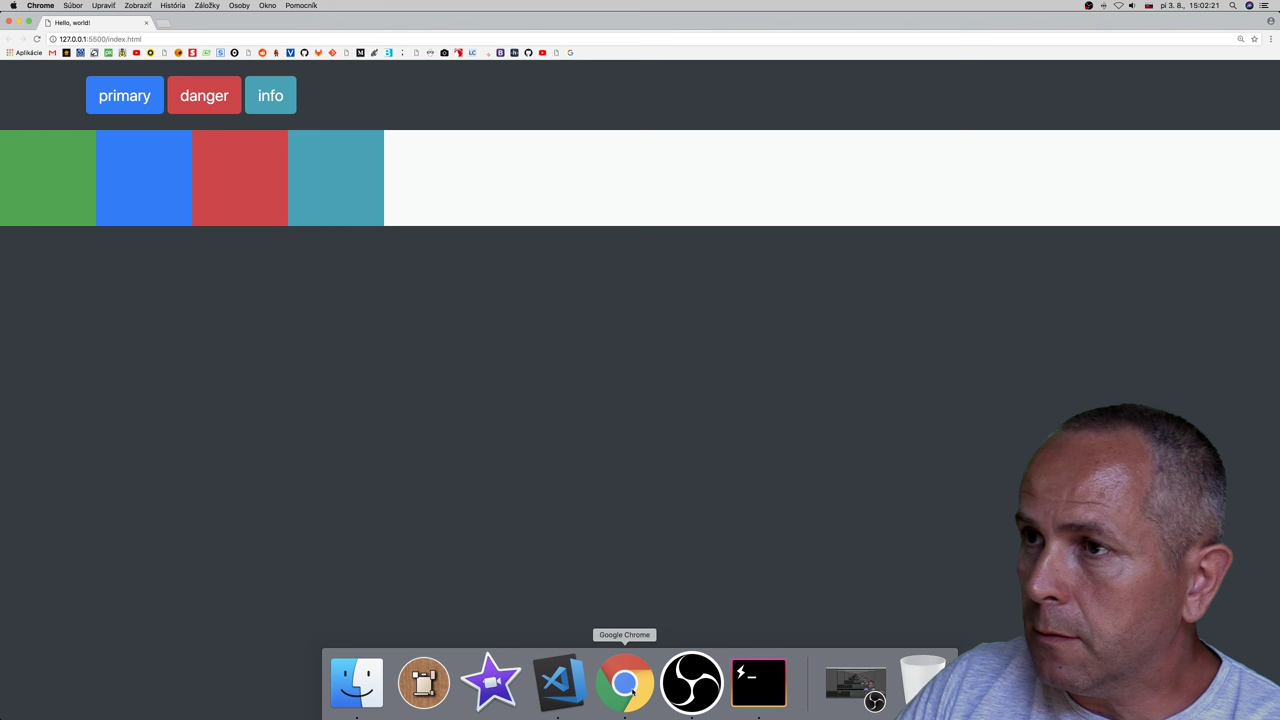 Chrome Súbor Upraviť Zobraziť História Záložky Osoby Okno Pomocník
pi 3. 8., 15:02:21
Hello, world!
127.0.0.1:5500/index.html
Aplikácie
primary danger info
Google Chrome